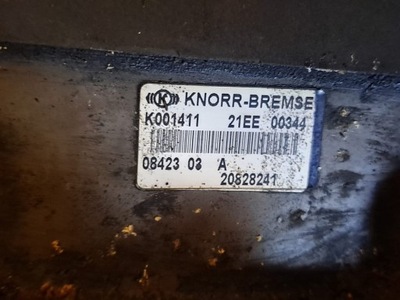 KNORR-BREMSE
K001411 21EE 00344
08423 03 A
20828241